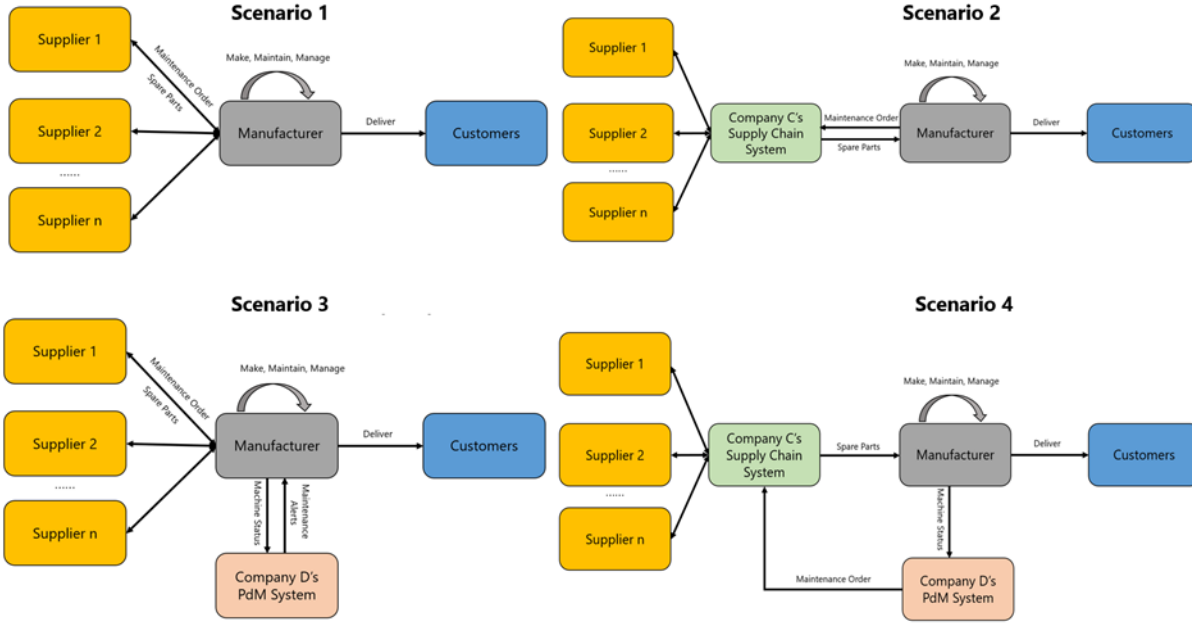 Scenario 1
Supplier 1
Maintenance Order
Spare Parts
Make, Maintain, Manage
Supplier 2
Manufacturer
Deliver
Customers
......
Supplier n
Scenario 2
Supplier 1
Make, Maintain, Manage
Supplier 2
Company C's
Supply Chain
System
Maintenance Order
Spare Parts
Manufacturer
Deliver
Customers
......
Supplier n
Scenario 3
Supplier 1
Maintenance Order
Spare Parts
Make, Maintain, Manage
Supplier 2
Manufacturer
Deliver
Customers
......
Supplier n
Machine Status
Maintenance
Alerts
Company D's
PdM System
Scenario 4
Supplier 1
Make, Maintain, Manage
Supplier 2
Company C's
Supply Chain
System
Spare Parts
Manufacturer
Deliver
Customers
......
Supplier n
Machine Status
Maintenance Order
Company D's
PdM System